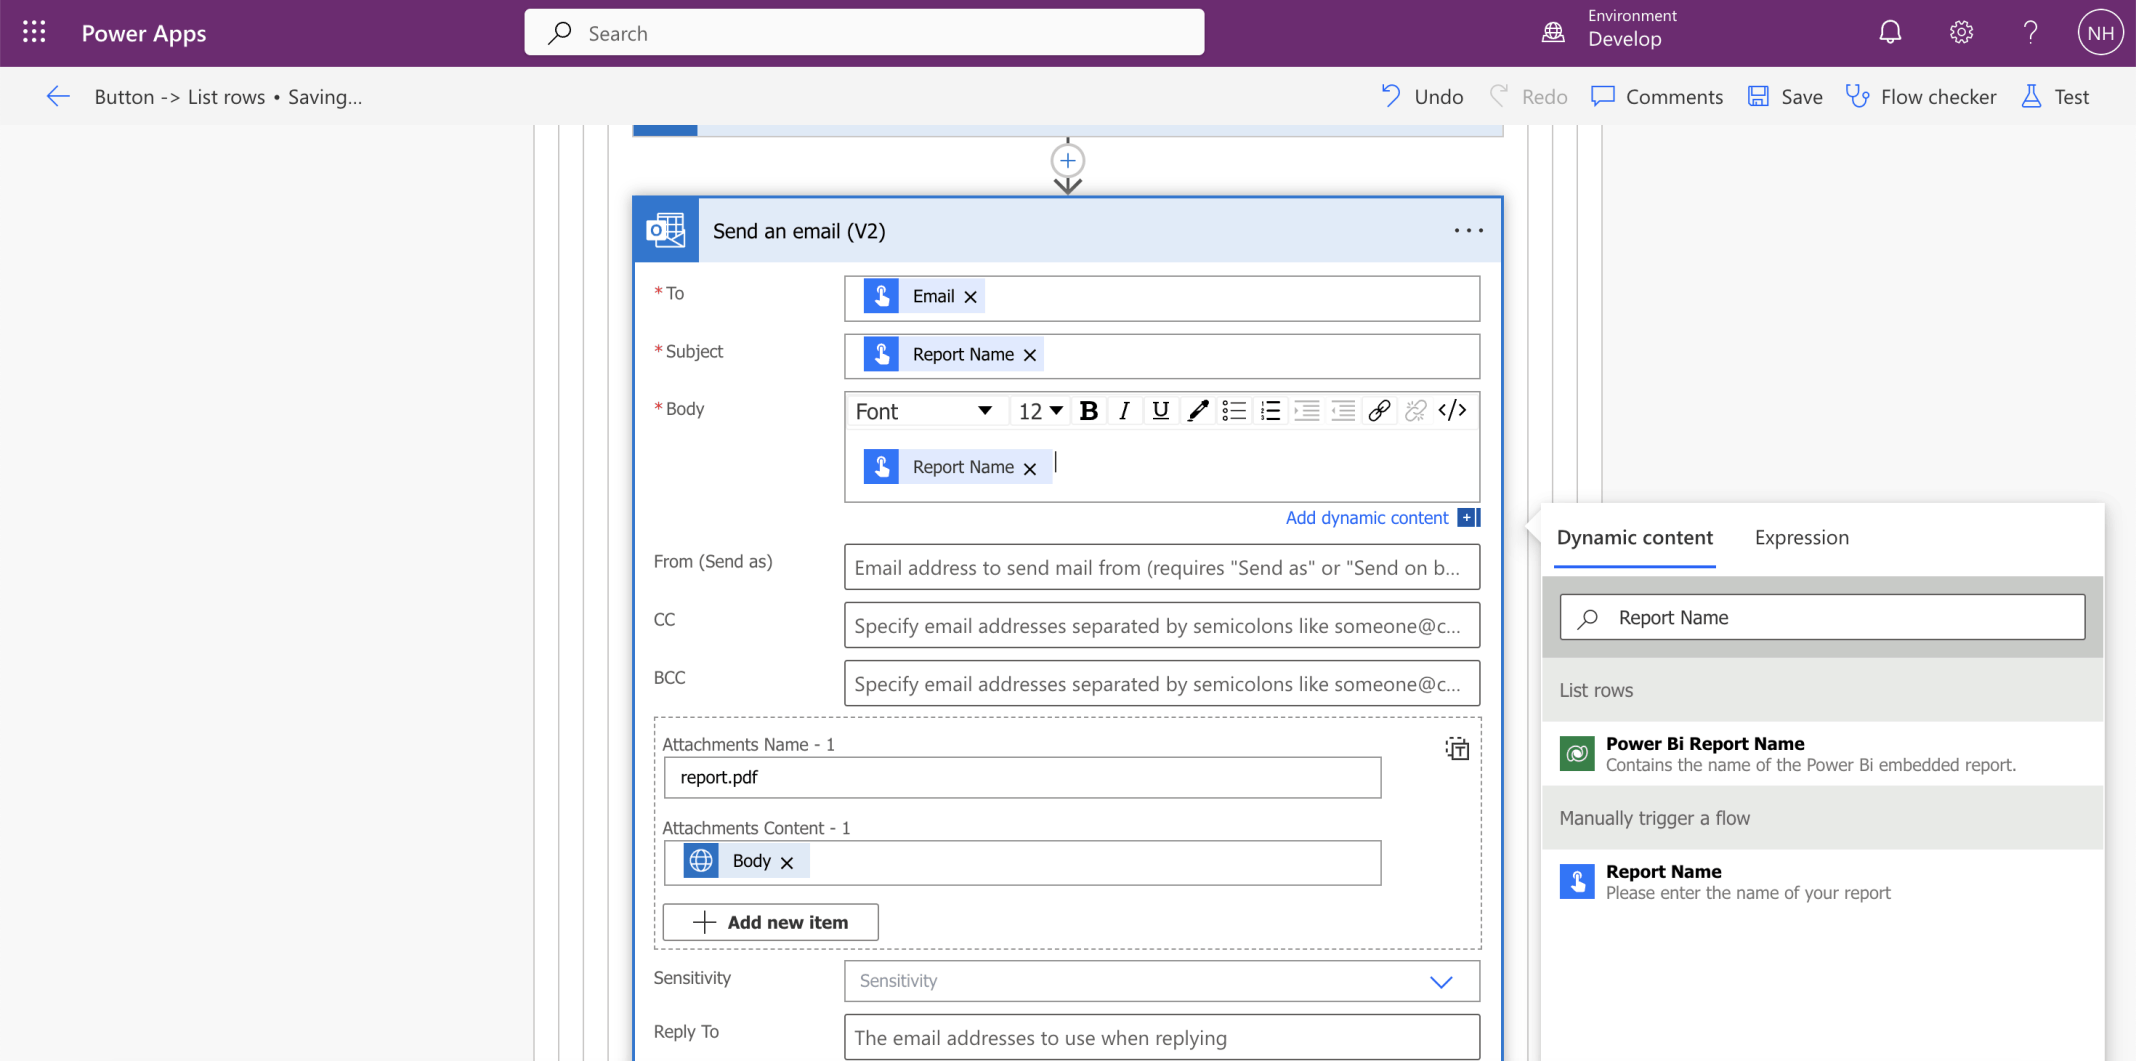 Power Apps
Search
Environment
Develop
NH
Button -> List rows • Saving...
Undo
Redo
Comments
Save
Flow checker
Test
Send an email (V2)
* To
Email
* Subject
Report Name
* Body
Font
12
B I U
Report Name
Add dynamic content
From (Send as)
Email address to send mail from (requires "Send as" or "Send on b...
CC
Specify email addresses separated by semicolons like someone@c...
BCC
Specify email addresses separated by semicolons like someone@c...
Attachments Name - 1
report.pdf
Attachments Content - 1
Body
Add new item
Sensitivity
Sensitivity
Reply To
The email addresses to use when replying
Dynamic content
Expression
Report Name
List rows
Power Bi Report Name
Contains the name of the Power Bi embedded report.
Manually trigger a flow
Report Name
Please enter the name of your report